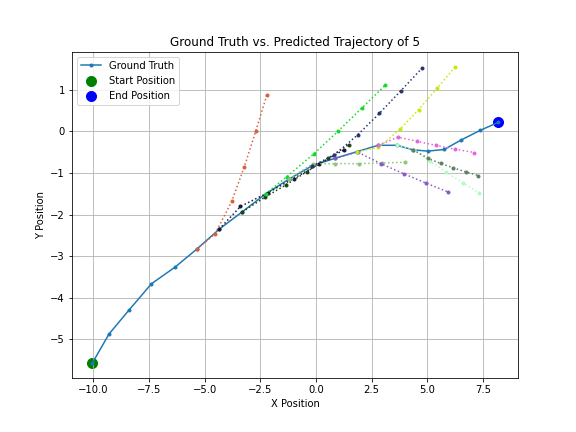 Ground Truth vs. Predicted Trajectory of 5
Ground Truth
Start Position
End Position
1
0
−1
−2
−3
−4
−5
Y Position
−10.0 −7.5 −5.0 −2.5 0.0 2.5 5.0 7.5
X Position